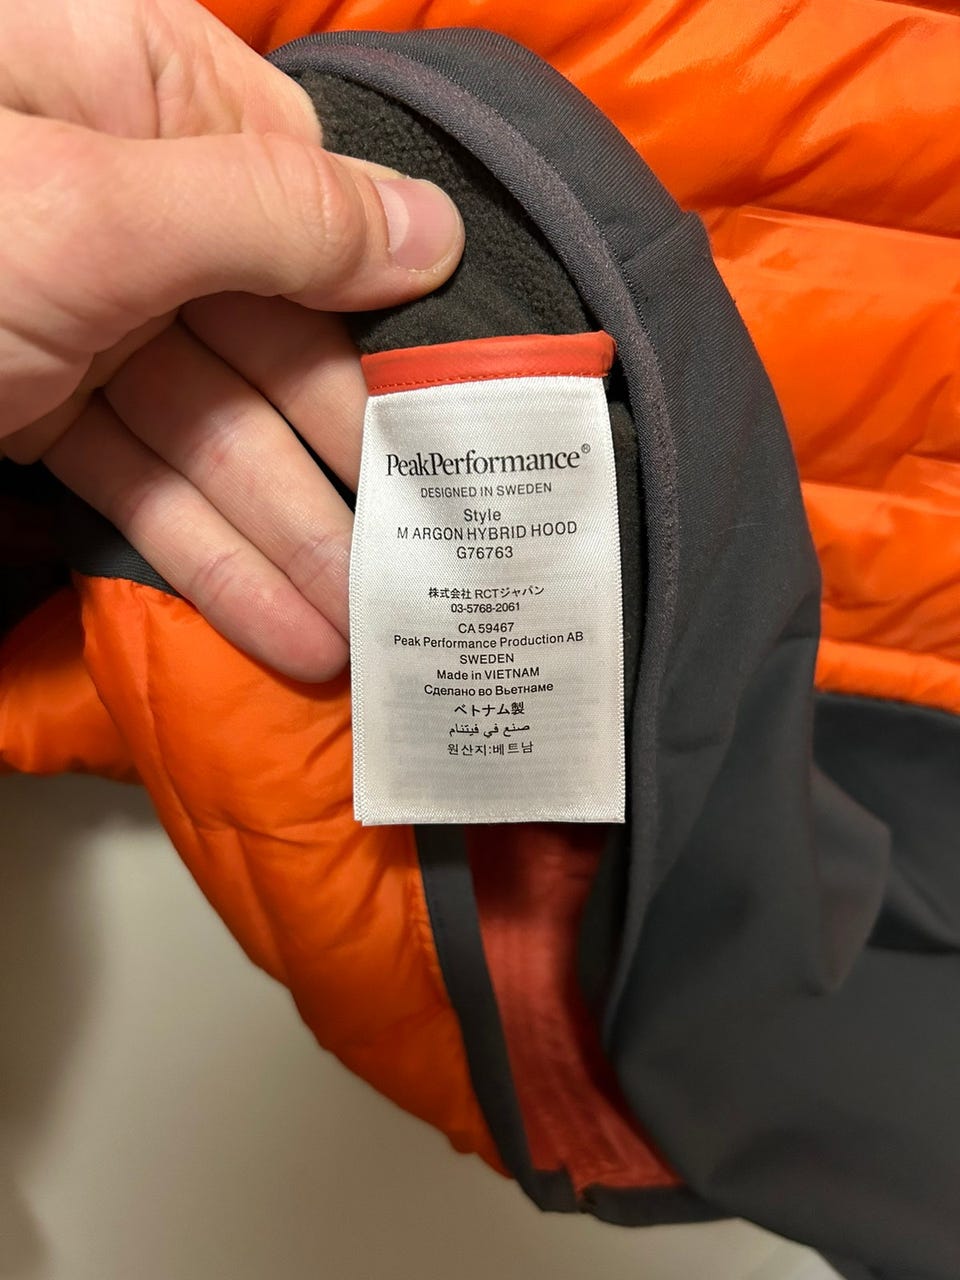 PeakPerformance®
DESIGNED IN SWEDEN
Style
M ARGON HYBRID HOOD
G76763
株式会社 RCTジャパン
03-5768-2061
CA 59467
Peak Performance Production AB
SWEDEN
Made in VIETNAM
Сделано во Вьетнаме
ベトナム製
صنع في فيتنام
원산지:베트남